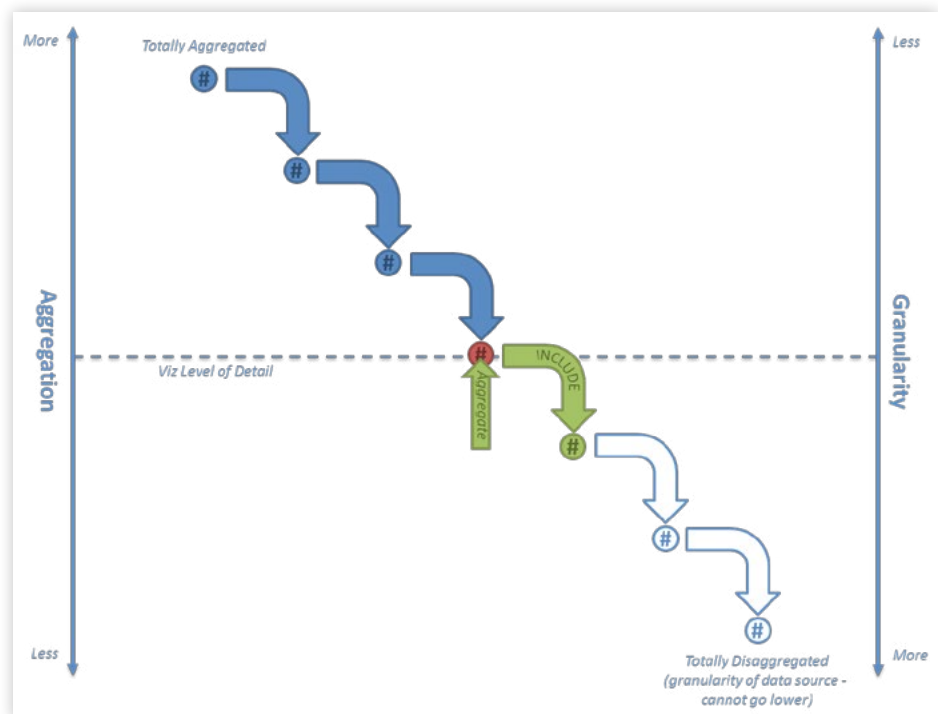 More
Less
Totally Aggregated
#
#
#
Aggregation
Granularity
#
INCLUDE
Viz Level of Detail
Aggregate
#
#
#
Less
More
Totally Disaggregated
(granularity of data source -
cannot go lower)